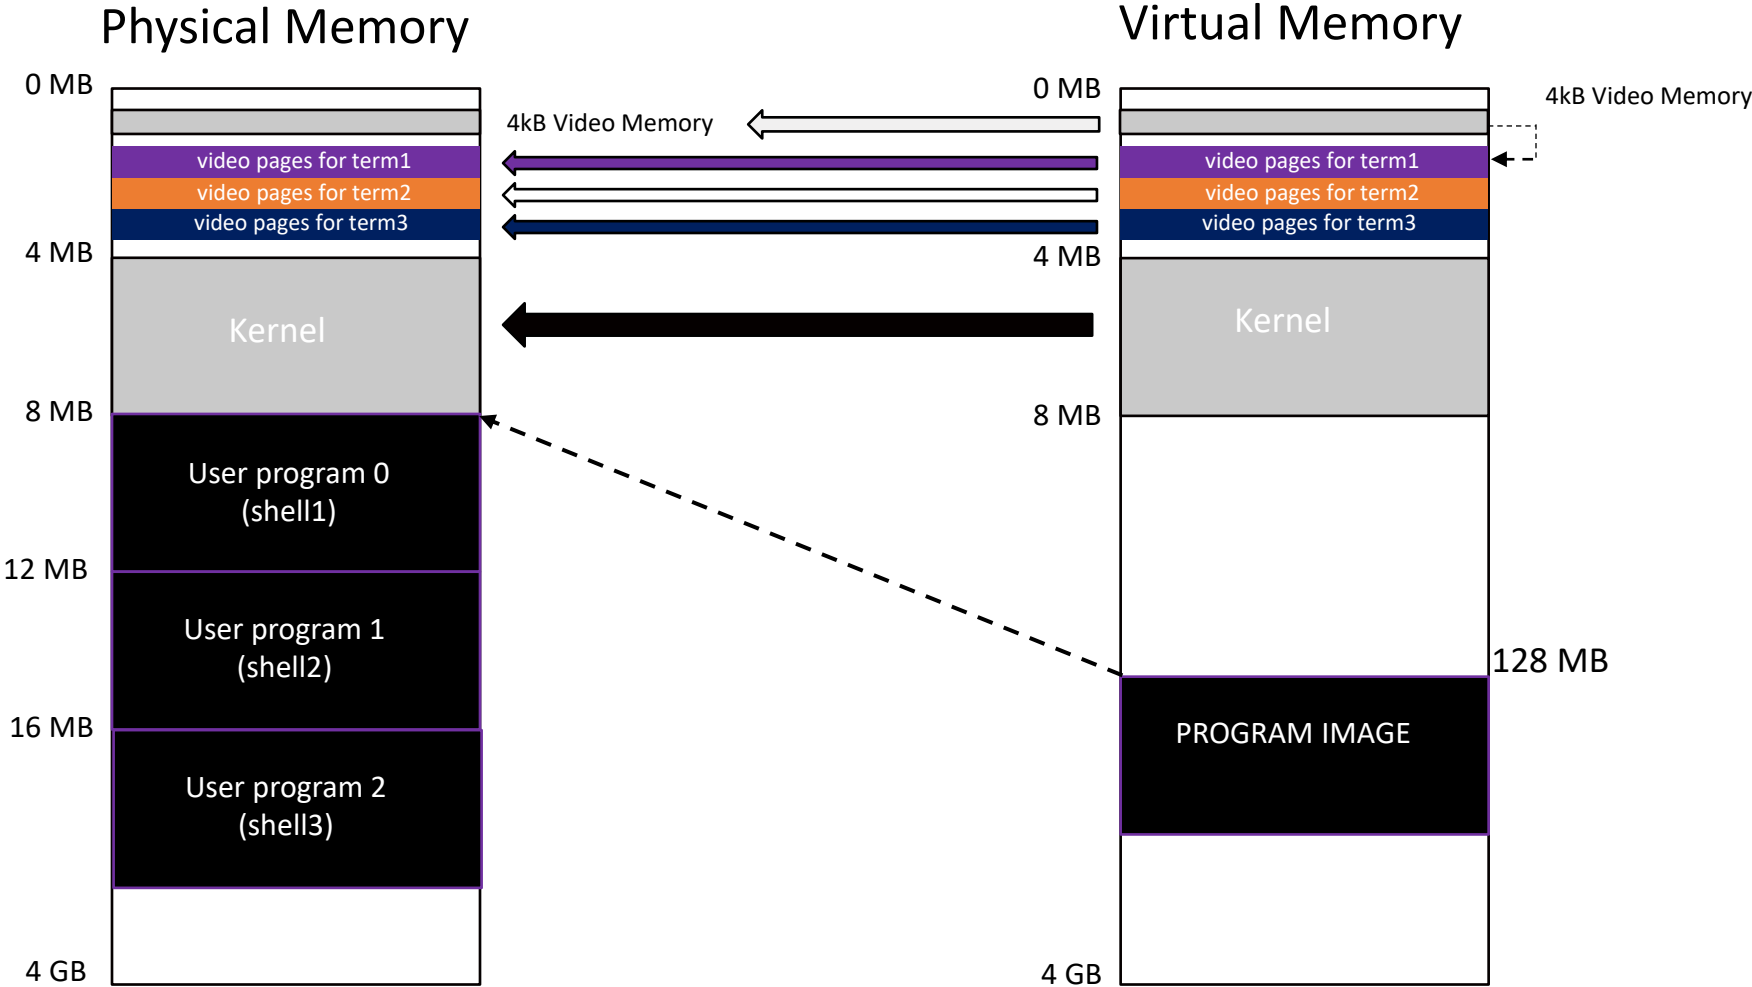 Physical Memory
Virtual Memory
0 MB
0 MB
4kB Video Memory
4kB Video Memory
video pages for term1
video pages for term1
video pages for term2
video pages for term2
video pages for term3
video pages for term3
4 MB
4 MB
Kernel
Kernel
8 MB
8 MB
User program 0
(shell1)
12 MB
User program 1
(shell2)
128 MB
16 MB
PROGRAM IMAGE
User program 2
(shell3)
4 GB
4 GB